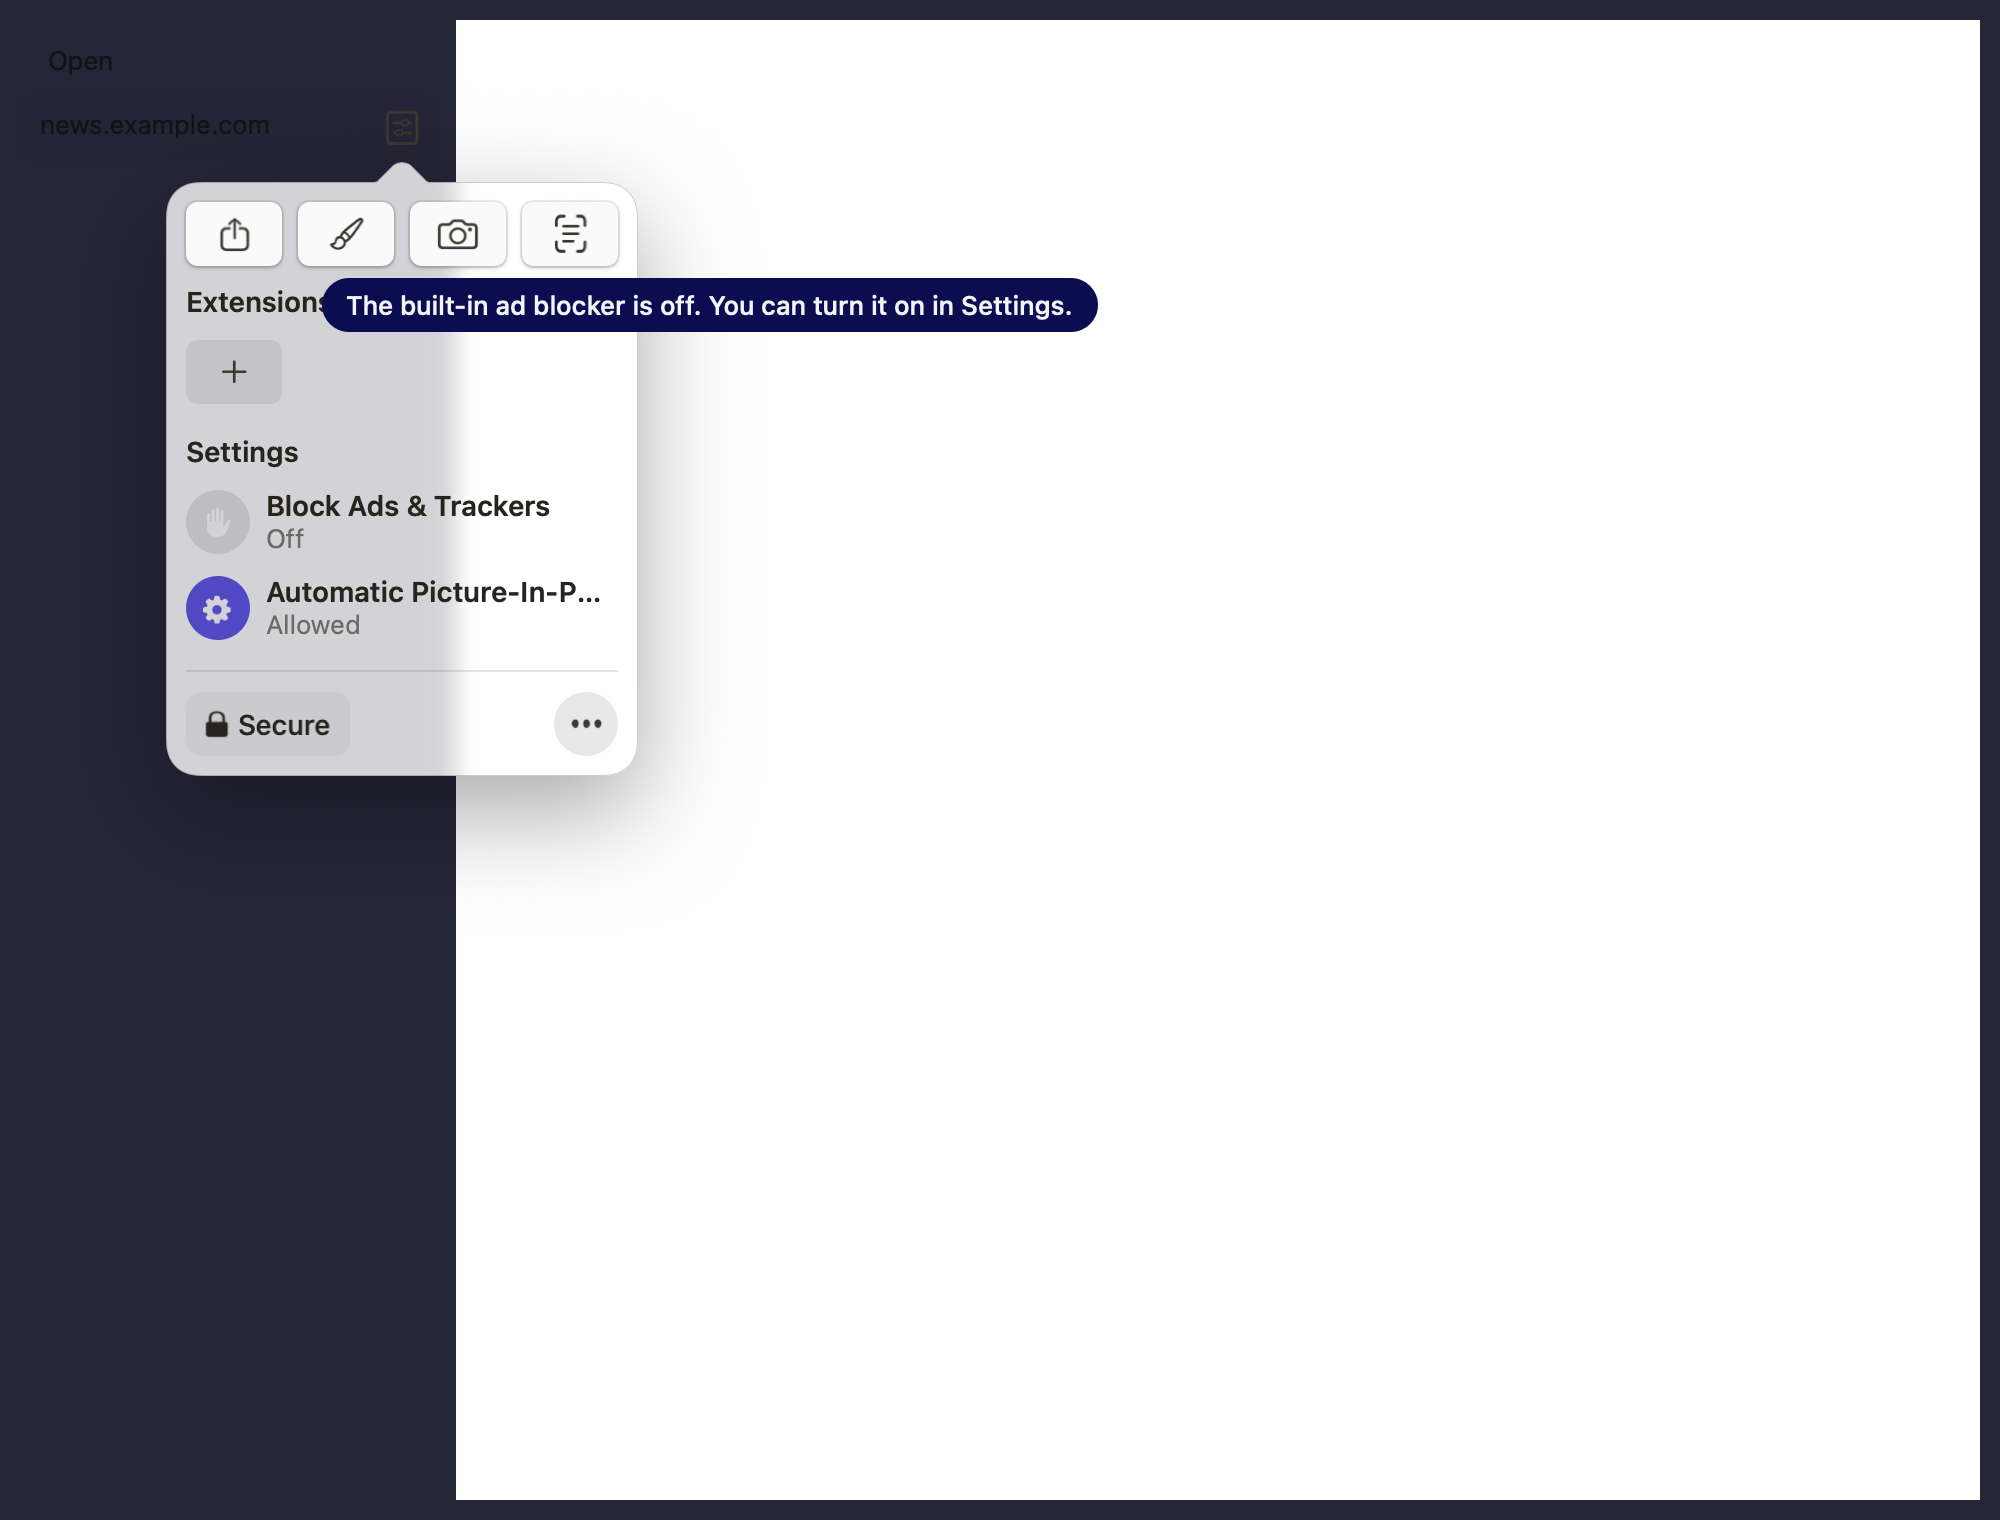 Open
news.example.com
Extensions
The built-in ad blocker is off. You can turn it on in Settings.
Settings
Block Ads & Trackers
Off
Automatic Picture-In-P...
Allowed
Secure